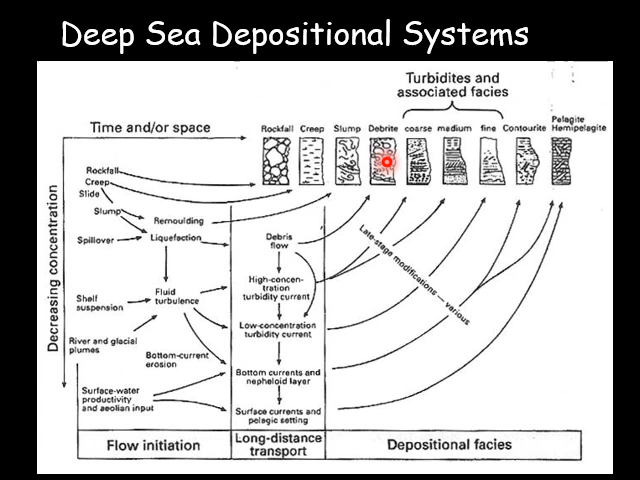 Deep Sea Depositional Systems
Turbidites and
associated facies
Time and/or space
Rockfall Creep Slump Debrite coarse medium fine Contourite Pelagite
Hemipelagite
Decreasing concentration
Rockfall
Creep
Slide
Slump
Remoulding
Spillover
Liquefaction
Debris
flow
Late-stage modifications — various
High-concen-
tration
turbidity current
Shelf
suspension
Fluid
turbulence
Low-concentration
turbidity current
River and glacial
plumes
Bottom-current
erosion
Bottom currents and
nepheloid layer
Surface-water
productivity
and aeolian input
Surface currents and
pelagic setting
Flow initiation
Long-distance
transport
Depositional facies